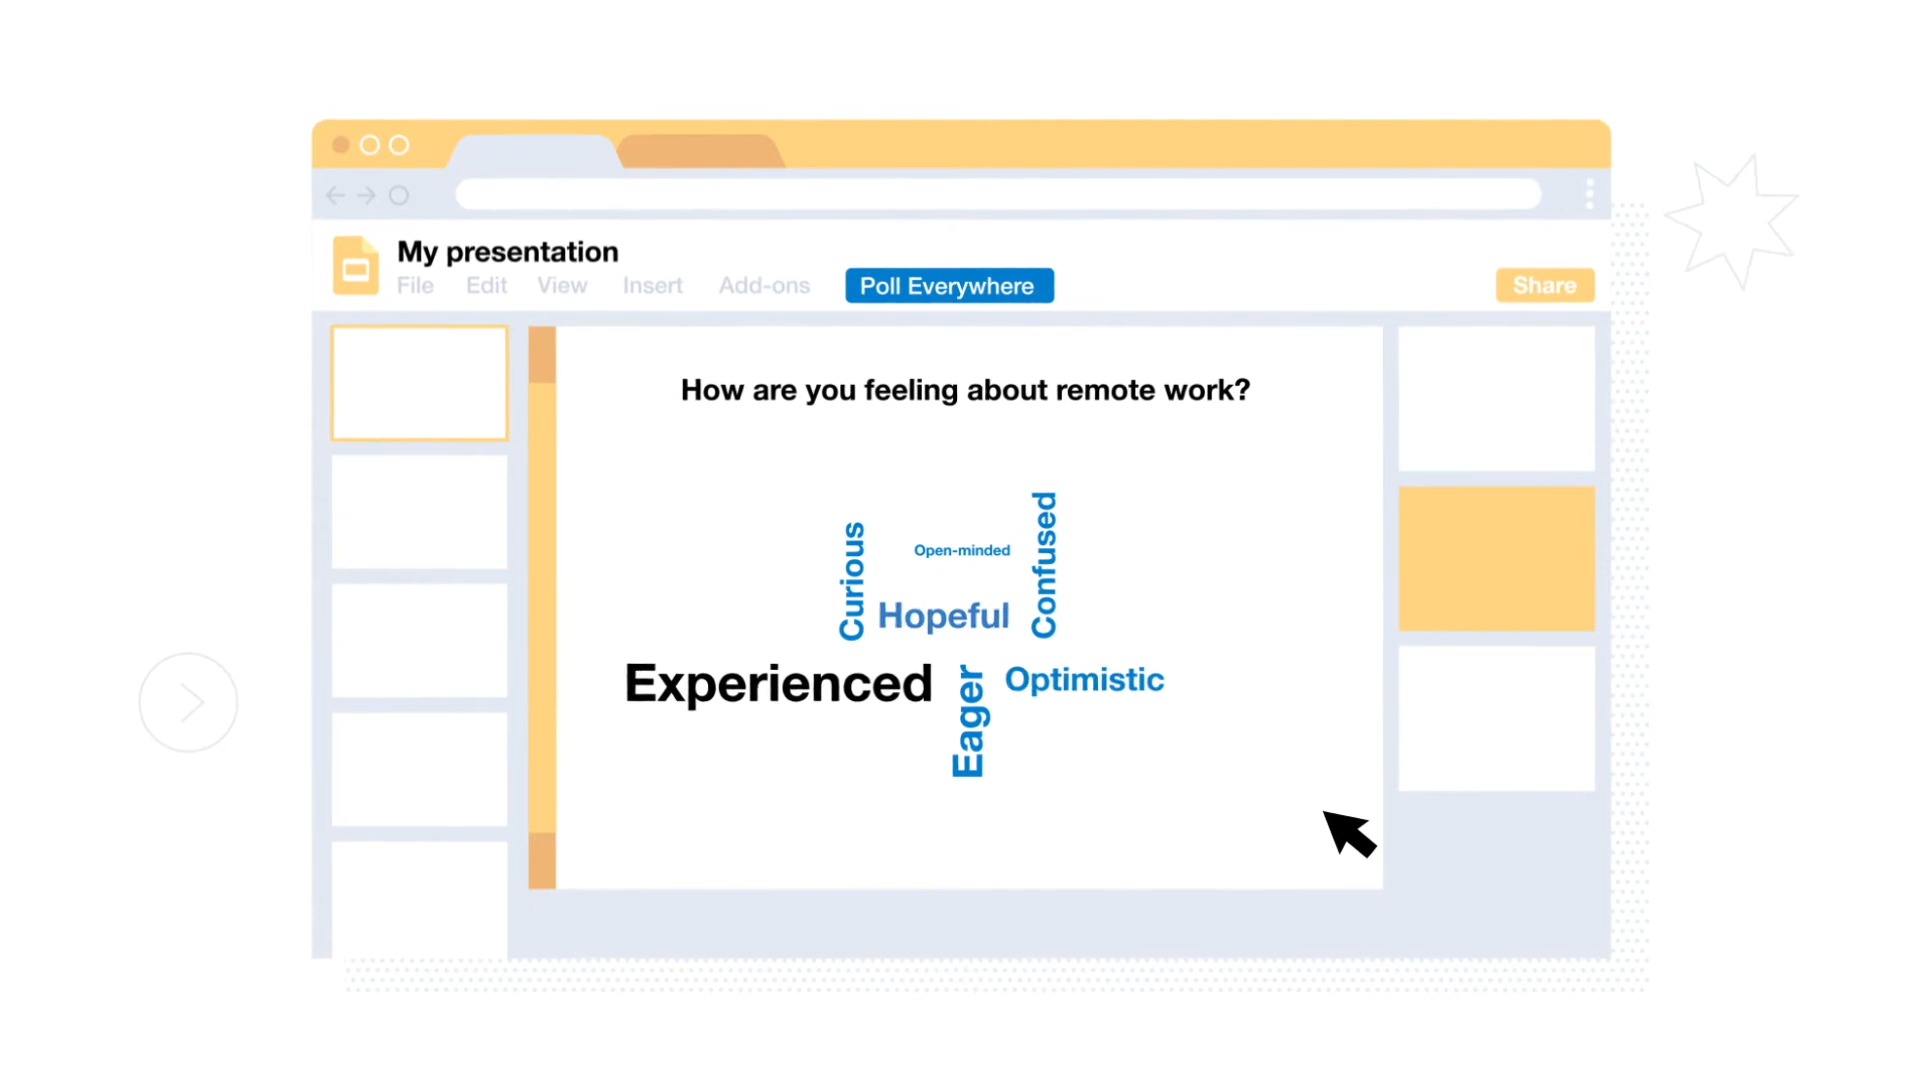 My presentation
File Edit View Insert Add-ons Poll Everywhere Share
How are you feeling about remote work?
Curious
Open-minded
Confused
Hopeful
Experienced
Eager
Optimistic